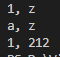 1, z
a, z
1, 212